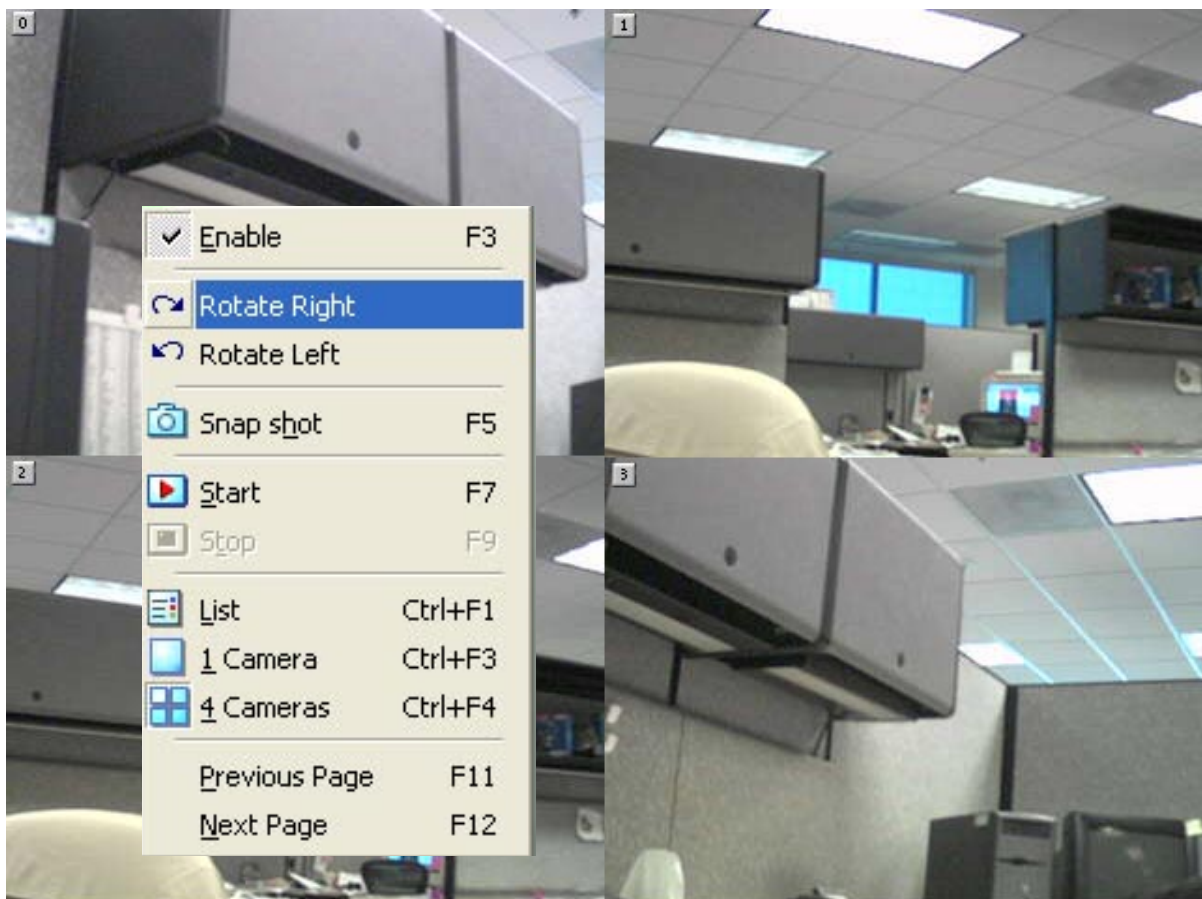 0
1
Enable F3
Rotate Right
Rotate Left
Snap shot F5
Start F7
Stop F9
List Ctrl+F1
1 Camera Ctrl+F3
4 Cameras Ctrl+F4
Previous Page F11
Next Page F12
2
3